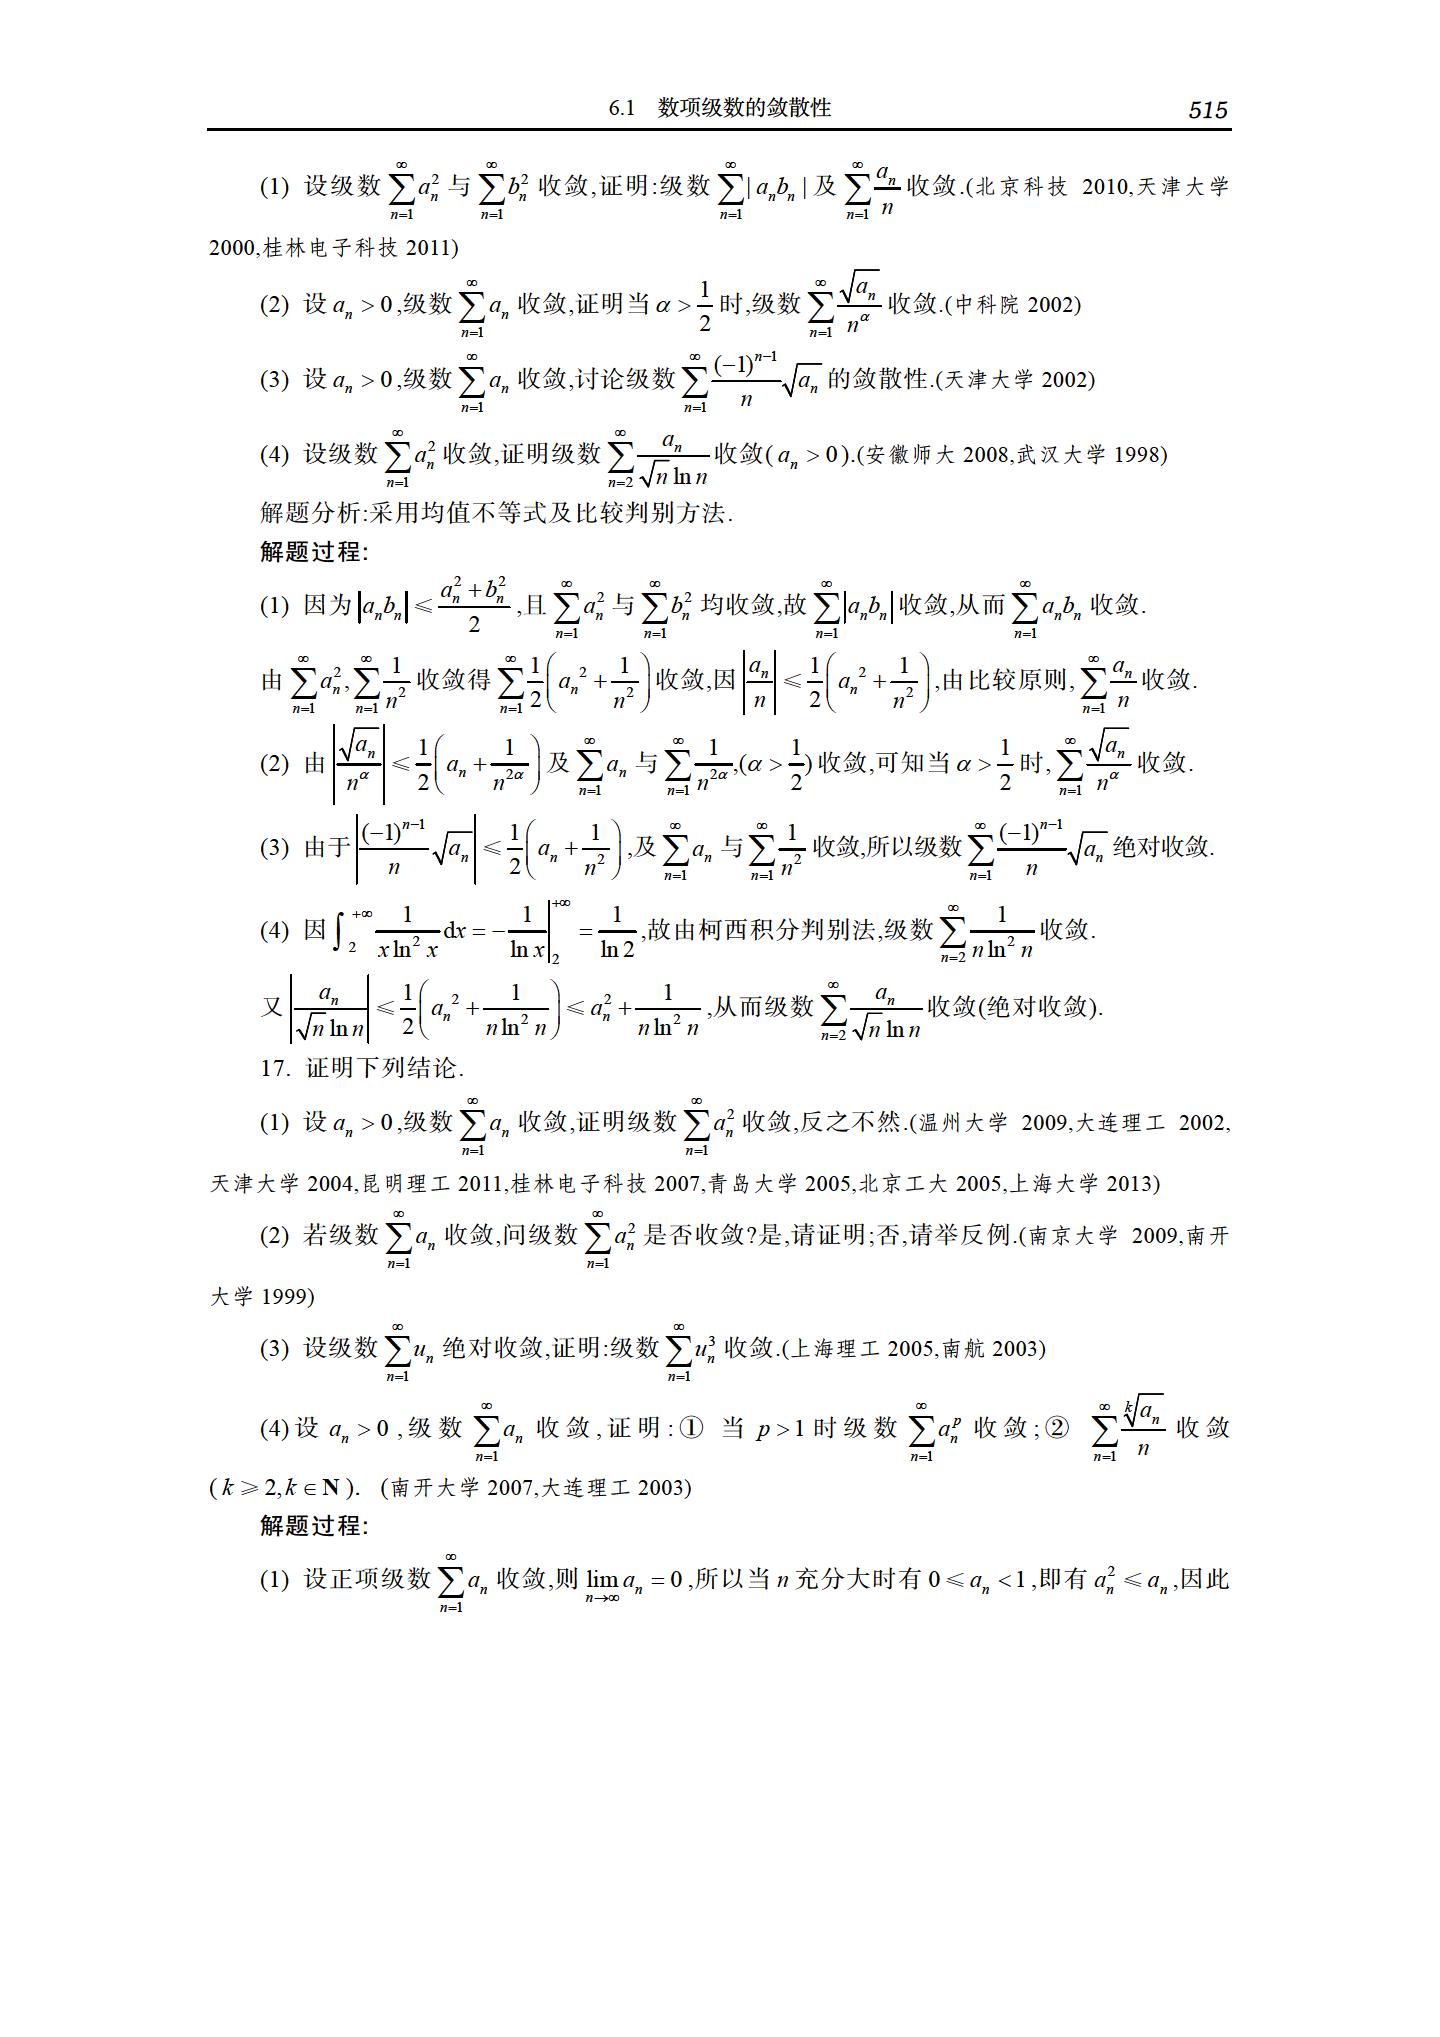 6.1 数项级数的敛散性 515
(1) 设级数 $\sum_{n=1}^{\infty} a_n^2$ 与 $\sum_{n=1}^{\infty} b_n^2$ 收敛,证明:级数 $\sum_{n=1}^{\infty} |a_n b_n|$ 及 $\sum_{n=1}^{\infty} \frac{a_n}{n}$ 收敛.(北京科技 2010,天津大学
2000,桂林电子科技 2011)
(2) 设 $a_n > 0$,级数 $\sum_{n=1}^{\infty} a_n$ 收敛,证明当 $\alpha > \frac{1}{2}$ 时,级数 $\sum_{n=1}^{\infty} \frac{\sqrt{a_n}}{n^{\alpha}}$ 收敛.(中科院 2002)
(3) 设 $a_n > 0$,级数 $\sum_{n=1}^{\infty} a_n$ 收敛,讨论级数 $\sum_{n=1}^{\infty} \frac{(-1)^{n-1}}{n} \sqrt{a_n}$ 的敛散性.(天津大学 2002)
(4) 设级数 $\sum_{n=1}^{\infty} a_n^2$ 收敛,证明级数 $\sum_{n=2}^{\infty} \frac{a_n}{\sqrt{n} \ln n}$ 收敛( $a_n > 0$ ).(安徽师大 2008,武汉大学 1998)
解题分析:采用均值不等式及比较判别方法.
解题过程:
(1) 因为 $|a_n b_n| \leqslant \frac{a_n^2 + b_n^2}{2}$,且 $\sum_{n=1}^{\infty} a_n^2$ 与 $\sum_{n=1}^{\infty} b_n^2$ 均收敛,故 $\sum_{n=1}^{\infty} |a_n b_n|$ 收敛,从而 $\sum_{n=1}^{\infty} a_n b_n$ 收敛.
由 $\sum_{n=1}^{\infty} a_n^2, \sum_{n=1}^{\infty} \frac{1}{n^2}$ 收敛得 $\sum_{n=1}^{\infty} \frac{1}{2} \left( a_n^2 + \frac{1}{n^2} \right)$ 收敛,因 $\left| \frac{a_n}{n} \right| \leqslant \frac{1}{2} \left( a_n^2 + \frac{1}{n^2} \right)$,由比较原则, $\sum_{n=1}^{\infty} \frac{a_n}{n}$ 收敛.
(2) 由 $\left| \frac{\sqrt{a_n}}{n^{\alpha}} \right| \leqslant \frac{1}{2} \left( a_n + \frac{1}{n^{2\alpha}} \right)$ 及 $\sum_{n=1}^{\infty} a_n$ 与 $\sum_{n=1}^{\infty} \frac{1}{n^{2\alpha}}, (\alpha > \frac{1}{2})$ 收敛,可知当 $\alpha > \frac{1}{2}$ 时, $\sum_{n=1}^{\infty} \frac{\sqrt{a_n}}{n^{\alpha}}$ 收敛.
(3) 由于 $\left| \frac{(-1)^{n-1}}{n} \sqrt{a_n} \right| \leqslant \frac{1}{2} \left( a_n + \frac{1}{n^2} \right)$,及 $\sum_{n=1}^{\infty} a_n$ 与 $\sum_{n=1}^{\infty} \frac{1}{n^2}$ 收敛,所以级数 $\sum_{n=1}^{\infty} \frac{(-1)^{n-1}}{n} \sqrt{a_n}$ 绝对收敛.
(4) 因 $\int_2^{+\infty} \frac{1}{x \ln^2 x} \mathrm{d}x = -\frac{1}{\ln x} \Big|_2^{+\infty} = \frac{1}{\ln 2}$,故由柯西积分判别法,级数 $\sum_{n=2}^{\infty} \frac{1}{n \ln^2 n}$ 收敛.
又 $\left| \frac{a_n}{\sqrt{n} \ln n} \right| \leqslant \frac{1}{2} \left( a_n^2 + \frac{1}{n \ln^2 n} \right) \leqslant a_n^2 + \frac{1}{n \ln^2 n}$,从而级数 $\sum_{n=2}^{\infty} \frac{a_n}{\sqrt{n} \ln n}$ 收敛(绝对收敛).
17. 证明下列结论.
(1) 设 $a_n > 0$,级数 $\sum_{n=1}^{\infty} a_n$ 收敛,证明级数 $\sum_{n=1}^{\infty} a_n^2$ 收敛,反之不然.(温州大学 2009,大连理工 2002,
天津大学 2004,昆明理工 2011,桂林电子科技 2007,青岛大学 2005,北京工大 2005,上海大学 2013)
(2) 若级数 $\sum_{n=1}^{\infty} a_n$ 收敛,问级数 $\sum_{n=1}^{\infty} a_n^2$ 是否收敛?是,请证明;否,请举反例.(南京大学 2009,南开
大学 1999)
(3) 设级数 $\sum_{n=1}^{\infty} u_n$ 绝对收敛,证明:级数 $\sum_{n=1}^{\infty} u_n^3$ 收敛.(上海理工 2005,南航 2003)
(4)设 $a_n > 0$,级数 $\sum_{n=1}^{\infty} a_n$ 收敛,证明:① 当 $p > 1$ 时级数 $\sum_{n=1}^{\infty} a_n^p$ 收敛;② $\sum_{n=1}^{\infty} \frac{\sqrt[k]{a_n}}{n}$ 收敛
( $k \geqslant 2, k \in \mathbf{N}$ ). (南开大学 2007,大连理工 2003)
解题过程:
(1) 设正项级数 $\sum_{n=1}^{\infty} a_n$ 收敛,则 $\lim_{n \to \infty} a_n = 0$,所以当 $n$ 充分大时有 $0 \leqslant a_n < 1$,即有 $a_n^2 \leqslant a_n$,因此